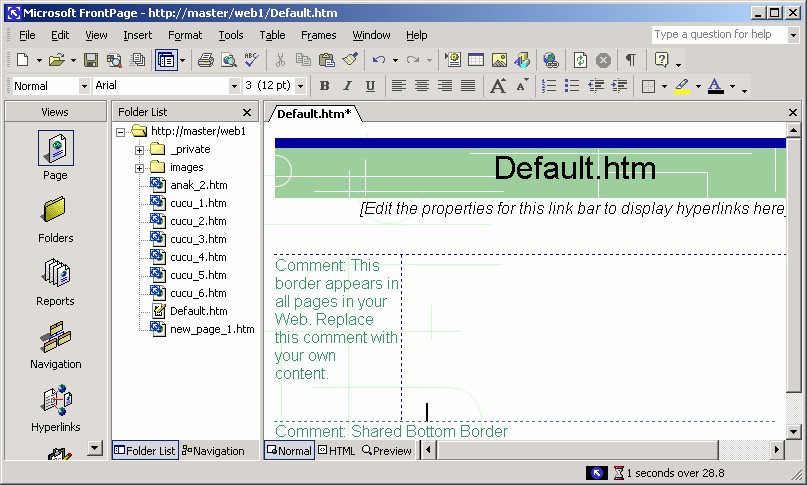 Microsoft FrontPage - http://master/web1/Default.htm
File Edit View Insert Format Tools Table Frames Window Help
Type a question for help
Normal Arial 3 (12 pt) B I U
Views
Page
Folders
Reports
Navigation
Hyperlinks
Folder List
http://master/web1
_private
images
anak_2.htm
cucu_1.htm
cucu_2.htm
cucu_3.htm
cucu_4.htm
cucu_5.htm
cucu_6.htm
Default.htm
new_page_1.htm
Folder List Navigation
Default.htm*
Default.htm
[Edit the properties for this link bar to display hyperlinks here
Comment: This
border appears in
all pages in your
Web. Replace
this comment with
your own
content.
Comment: Shared Bottom Border
Normal HTML Preview
1 seconds over 28.8